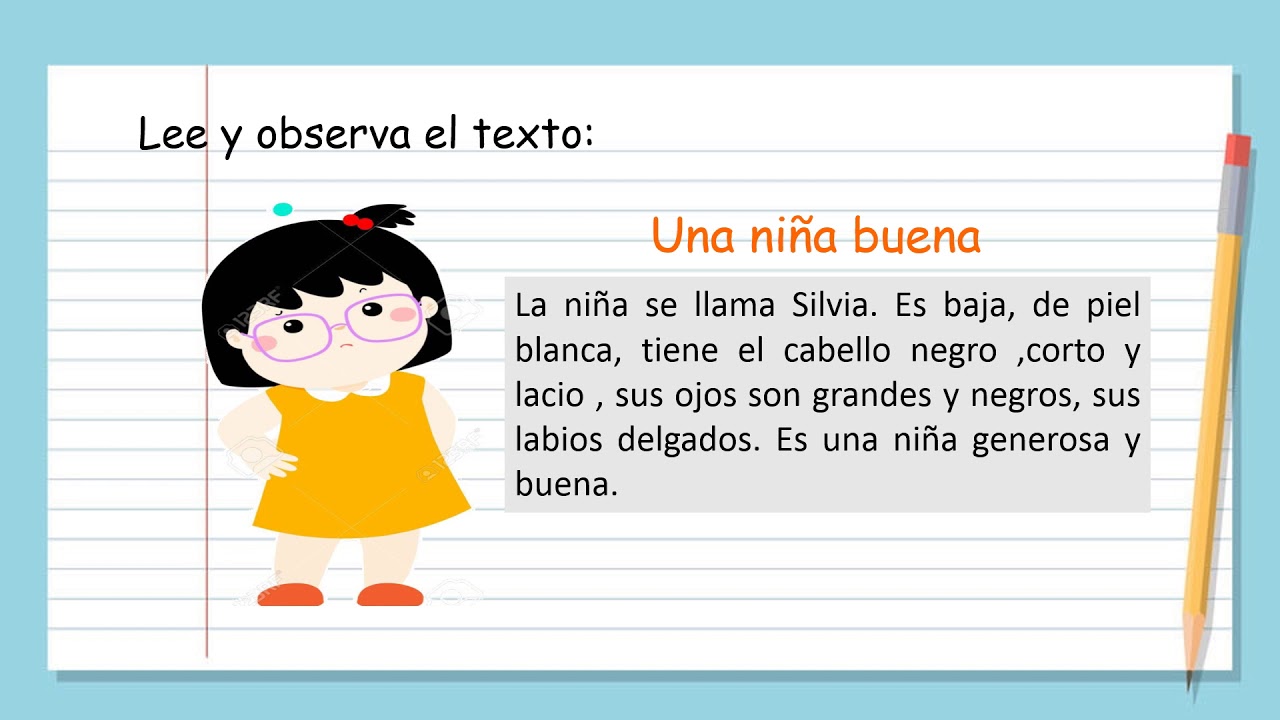 Lee y observa el texto:
Una niña buena
La niña se llama Silvia. Es baja, de piel
blanca, tiene el cabello negro ,corto y
lacio , sus ojos son grandes y negros, sus
labios delgados. Es una niña generosa y
buena.